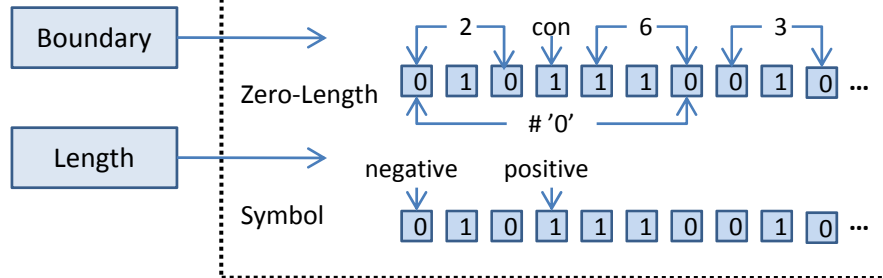 Boundary
2 con 6 3
Zero-Length 0 1 0 1 1 1 0 0 1 0 ...
# '0'
Length
negative positive
Symbol 0 1 0 1 1 1 0 0 1 0 ...